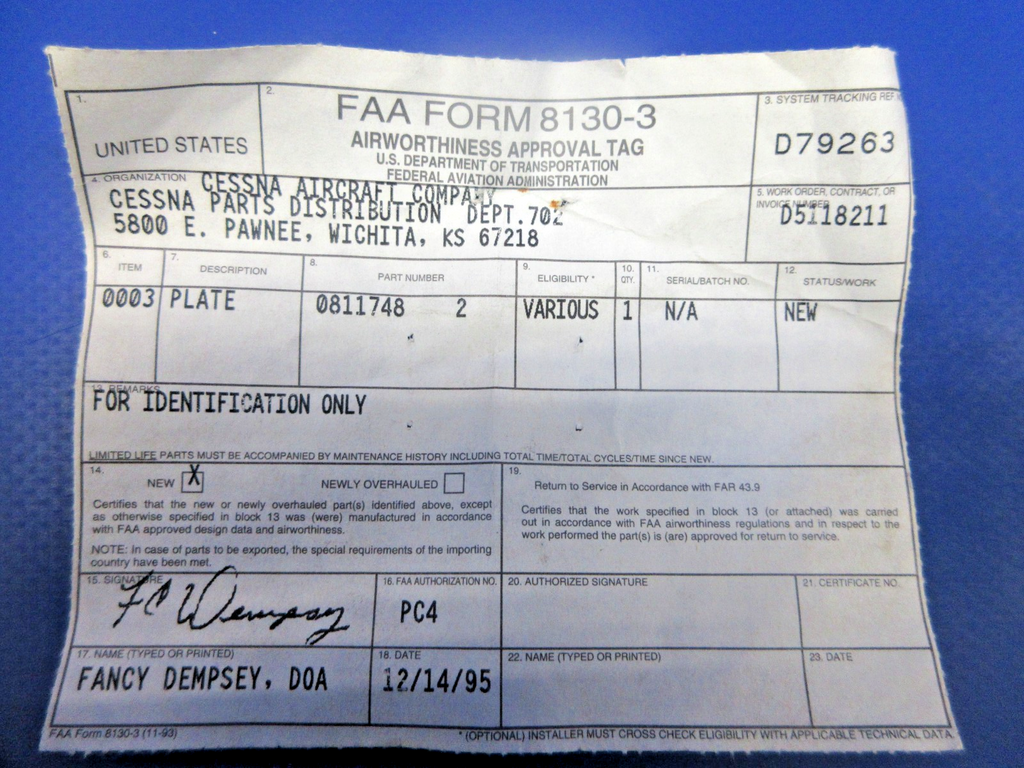 1.
UNITED STATES
2.
FAA FORM 8130-3
AIRWORTHINESS APPROVAL TAG
U.S. DEPARTMENT OF TRANSPORTATION
FEDERAL AVIATION ADMINISTRATION
3. SYSTEM TRACKING REF.
D79263
4. ORGANIZATION
CESSNA AIRCRAFT COMPANY
CESSNA PARTS DISTRIBUTION DEPT.702
5800 E. PAWNEE, WICHITA, KS 67218
5. WORK ORDER, CONTRACT, OR
INVOICE NUMBER
D5118211
6. ITEM
7. DESCRIPTION
8. PART NUMBER
9. ELIGIBILITY *
10. QTY.
11. SERIAL/BATCH NO.
12. STATUS/WORK
0003 PLATE 0811748 2 VARIOUS 1 N/A NEW
13. REMARKS
FOR IDENTIFICATION ONLY
LIMITED LIFE PARTS MUST BE ACCOMPANIED BY MAINTENANCE HISTORY INCLUDING TOTAL TIME/TOTAL CYCLES/TIME SINCE NEW.
14.
NEW X NEWLY OVERHAULED
Certifies that the new or newly overhauled part(s) identified above, except
as otherwise specified in block 13 was (were) manufactured in accordance
with FAA approved design data and airworthiness.
NOTE: In case of parts to be exported, the special requirements of the importing
country have been met.
19.
Return to Service in Accordance with FAR 43.9
Certifies that the work specified in block 13 (or attached) was carried
out in accordance with FAA airworthiness regulations and in respect to the
work performed the part(s) is (are) approved for return to service.
15. SIGNATURE
FC Dempsey
16. FAA AUTHORIZATION NO.
PC4
20. AUTHORIZED SIGNATURE
21. CERTIFICATE NO.
17. NAME (TYPED OR PRINTED)
FANCY DEMPSEY, DOA
18. DATE
12/14/95
22. NAME (TYPED OR PRINTED)
23. DATE
FAA Form 8130-3 (11-93)
* (OPTIONAL) INSTALLER MUST CROSS CHECK ELIGIBILITY WITH APPLICABLE TECHNICAL DATA